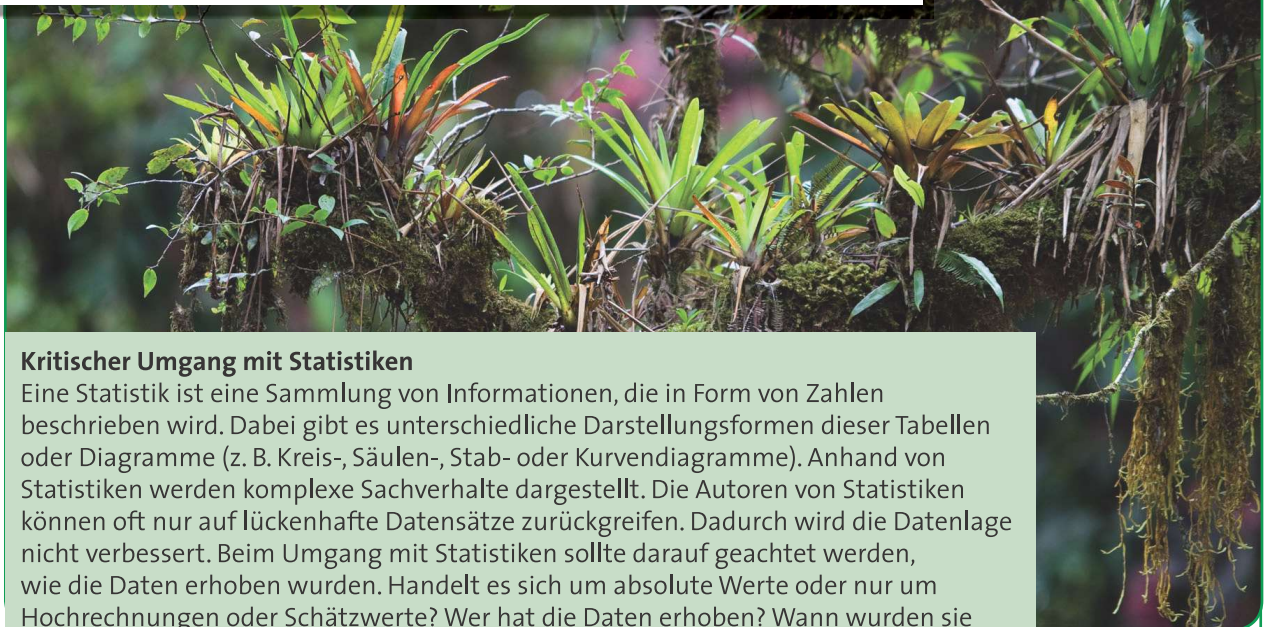 Kritischer Umgang mit Statistiken
Eine Statistik ist eine Sammlung von Informationen, die in Form von Zahlen
beschrieben wird. Dabei gibt es unterschiedliche Darstellungsformen dieser Tabellen
oder Diagramme (z. B. Kreis-, Säulen-, Stab- oder Kurvendiagramme). Anhand von
Statistiken werden komplexe Sachverhalte dargestellt. Die Autoren von Statistiken
können oft nur auf lückenhafte Datensätze zurückgreifen. Dadurch wird die Datenlage
nicht verbessert. Beim Umgang mit Statistiken sollte darauf geachtet werden,
wie die Daten erhoben wurden. Handelt es sich um absolute Werte oder nur um
Hochrechnungen oder Schätzwerte? Wer hat die Daten erhoben? Wann wurden sie